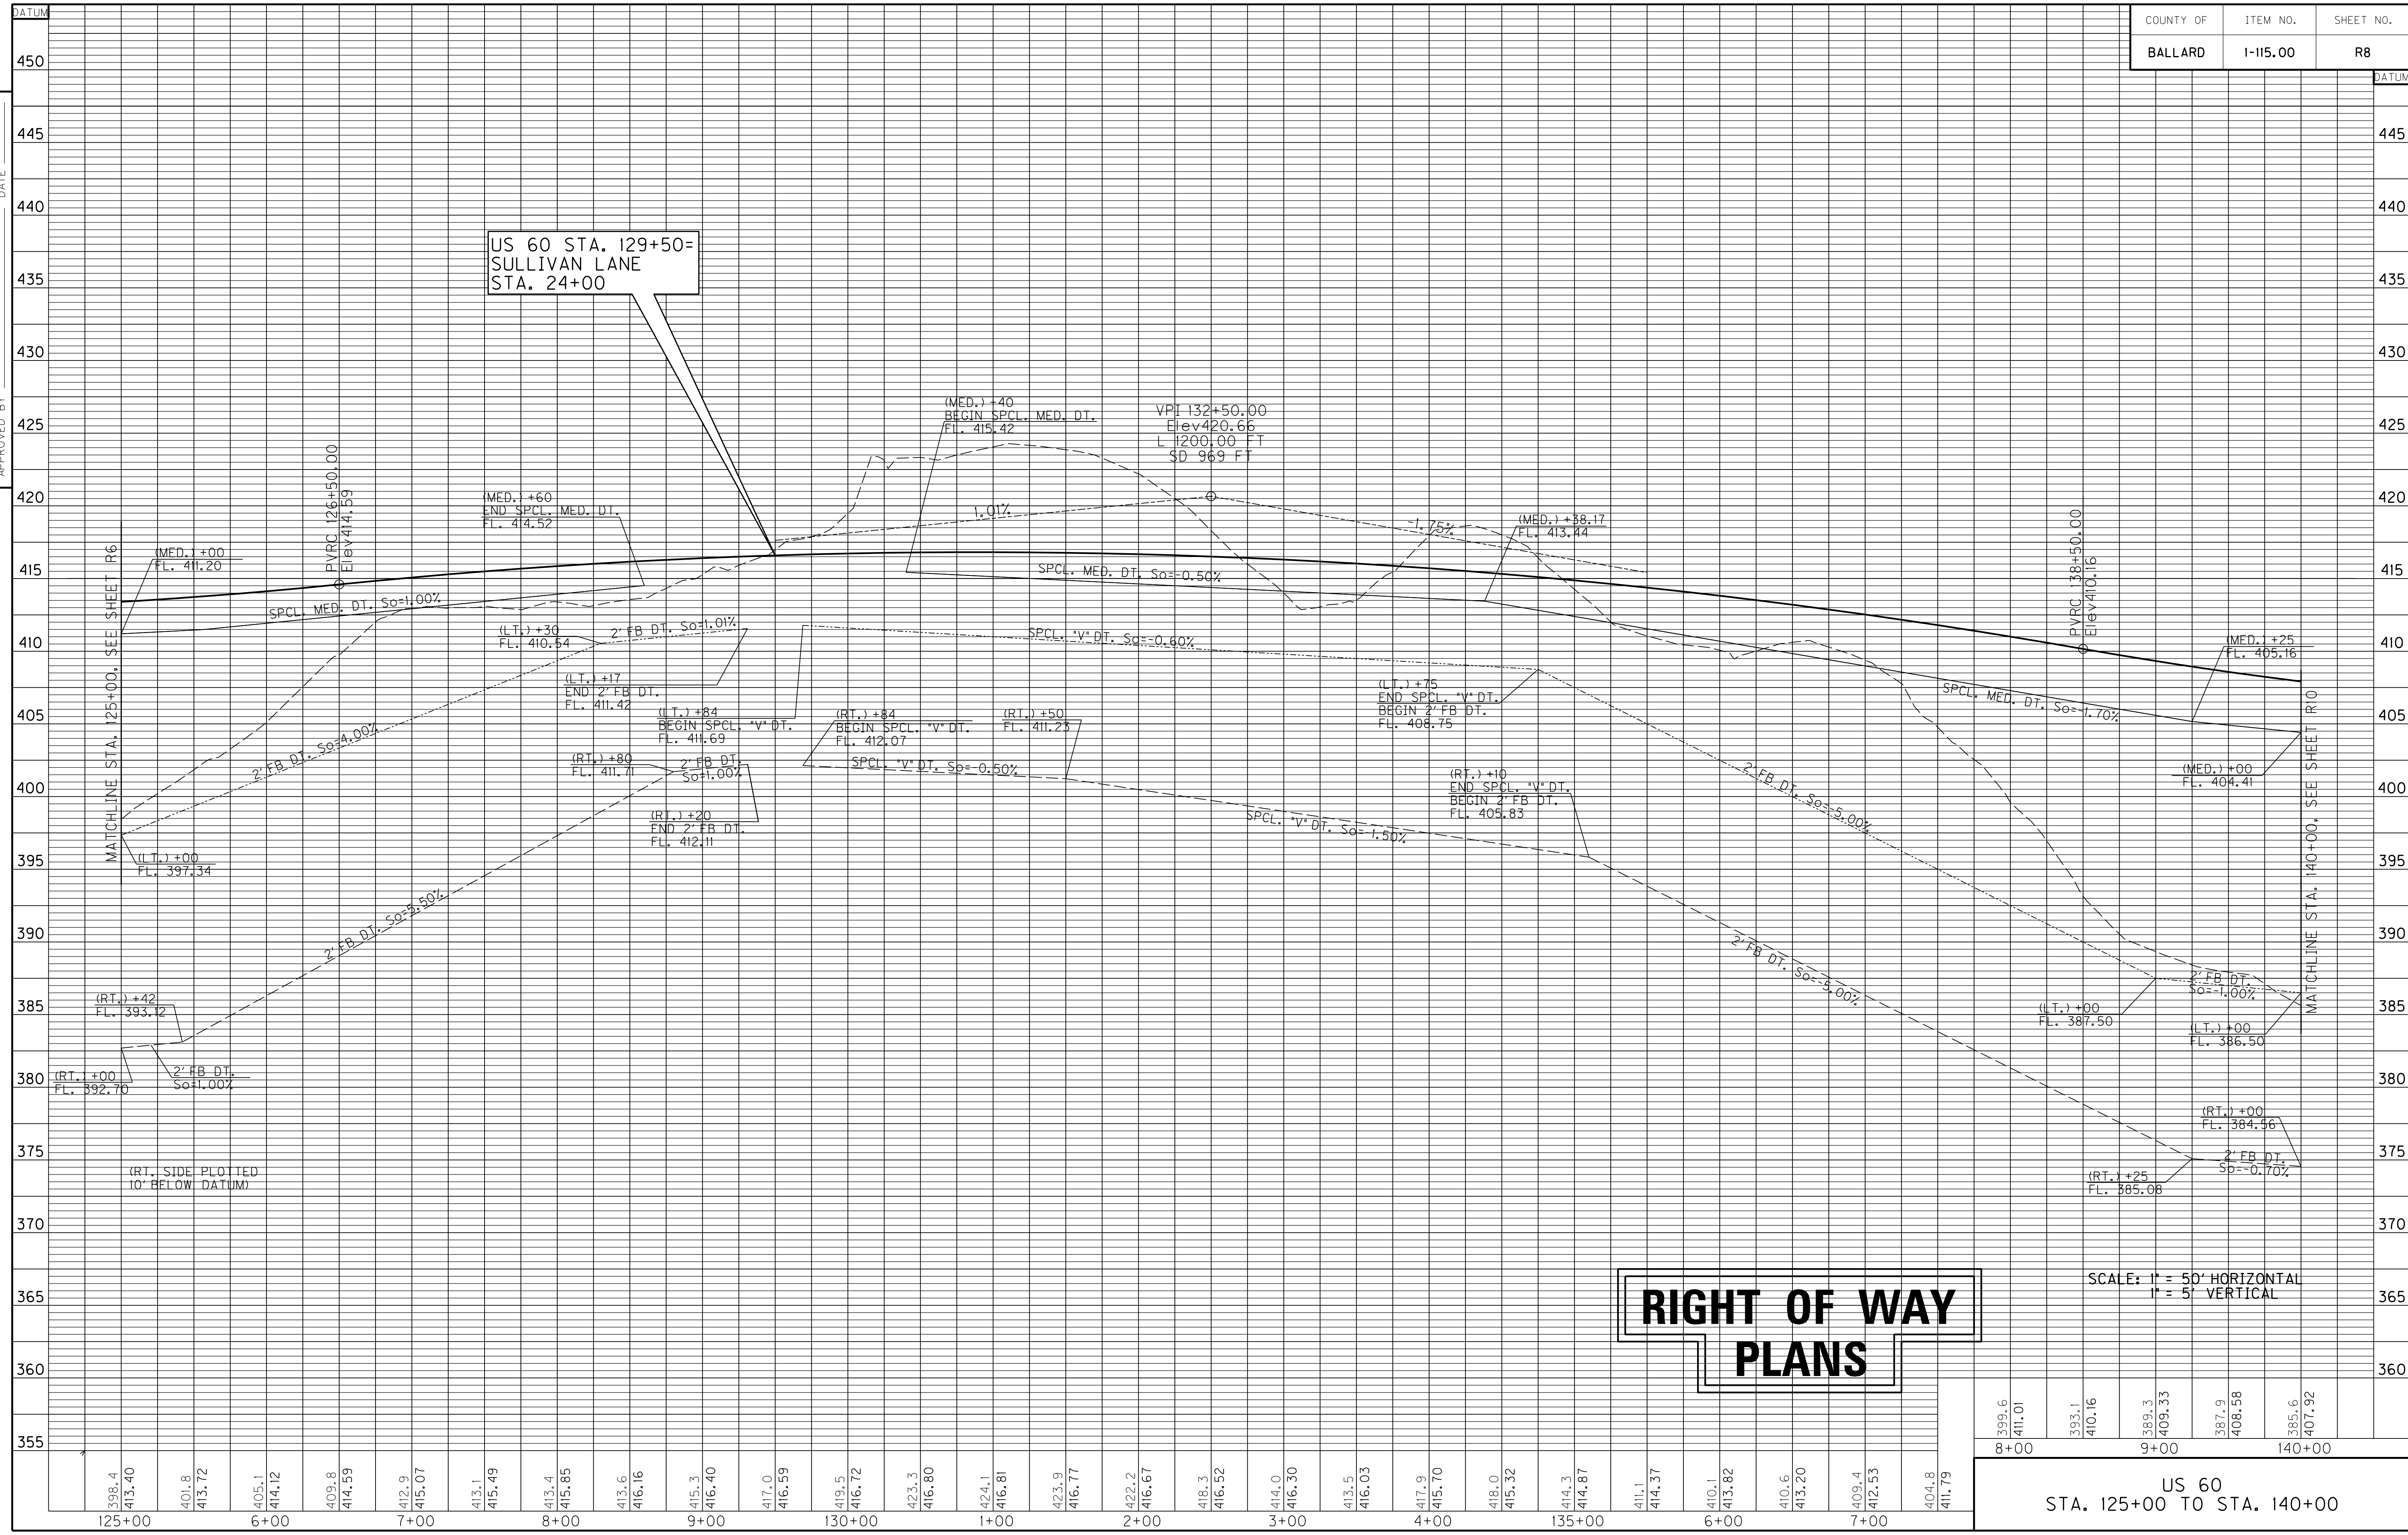 DATUM
COUNTY OF ITEM NO. SHEET NO.
BALLARD 1-115.00 R8
DATUM
APPROVED BY DATE
450
445 445
440 440
435 435
430 430
425 425
420 420
415 415
410 410
405 405
400 400
395 395
390 390
385 385
380 380
375 375
370 370
365 365
360 360
355
US 60 STA. 129+50=
SULLIVAN LANE
STA. 24+00
MATCHLINE STA. 125+00, SEE SHEET R6
(MED.) +00
FL. 411.20
PVRC 126+50.00
Elev414.59
(MED.) +60
END SPCL. MED. DT.
FL. 414.52
(MED.) +40
BEGIN SPCL. MED. DT.
FL. 415.42
VPI 132+50.00
Elev420.66
L 1200.00 FT
SD 969 FT
1.01%
-1.75%
(MED.) +38.17
FL. 413.44
PVRC 138+50.00
Elev410.16
(MED.) +25
FL. 405.16
SPCL. MED. DT. So=1.00%
SPCL. MED. DT. So=-0.50%
SPCL. MED. DT. So=-1.70%
(LT.) +30
FL. 410.54
2' FB DT. So=1.01%
SPCL. "V" DT. So=-0.60%
(LT.) +17
END 2' FB DT.
FL. 411.42
(LT.) +84
BEGIN SPCL. "V" DT.
FL. 411.69
(RT.) +84
BEGIN SPCL. "V" DT.
FL. 412.07
(RT.) +50
FL. 411.23
(LT.) +75
END SPCL. "V" DT.
BEGIN 2' FB DT.
FL. 408.75
2' FB DT. So=4.00%
(RT.) +80
FL. 411.71
2' FB DT.
So=1.00%
SPCL. "V" DT. So=-0.50%
(RT.) +20
END 2' FB DT.
FL. 412.11
SPCL. "V" DT. So=-1.50%
(RT.) +10
END SPCL. "V" DT.
BEGIN 2' FB DT.
FL. 405.83
2' FB DT. So=-5.00%
(MED.) +00
FL. 404.41
MATCHLINE STA. 140+00, SEE SHEET R10
(LT.) +00
FL. 397.34
2' FB DT. So=5.50%
2' FB DT. So=-5.00%
(RT.) +42
FL. 393.12
(RT.) +00
FL. 392.70
2' FB DT.
So=1.00%
(LT.) +00
FL. 387.50
2' FB DT.
So=-1.00%
(LT.) +00
FL. 386.50
(RT.) +00
FL. 384.56
(RT.) +25
FL. 385.08
2' FB DT.
So=-0.70%
(RT. SIDE PLOTTED
10' BELOW DATUM)
SCALE: 1" = 50' HORIZONTAL
1" = 5' VERTICAL
RIGHT OF WAY
PLANS
399.6 393.1 389.3 387.9 385.6
411.01 410.16 409.33 408.58 407.92
8+00 9+00 140+00
398.4 401.8 405.1 409.8 412.9 413.1 413.4 413.6 415.3 417.0 419.5 423.3 424.1 423.9 422.2 418.3 414.0 413.5 417.9 418.0 414.3 411.1 410.1 410.6 409.4 404.8
413.40 413.72 414.12 414.59 415.07 415.49 415.85 416.16 416.40 416.59 416.72 416.80 416.81 416.77 416.67 416.52 416.30 416.03 415.70 415.32 414.87 414.37 413.82 413.20 412.53 411.79
125+00 6+00 7+00 8+00 9+00 130+00 1+00 2+00 3+00 4+00 135+00 6+00 7+00
US 60
STA. 125+00 TO STA. 140+00